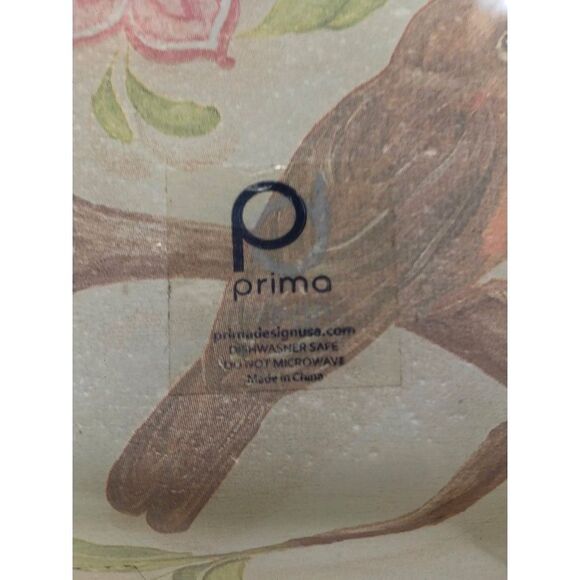 p
prima
primadesignusa.com
DISHWASHER SAFE
DO NOT MICROWAVE
Made in China